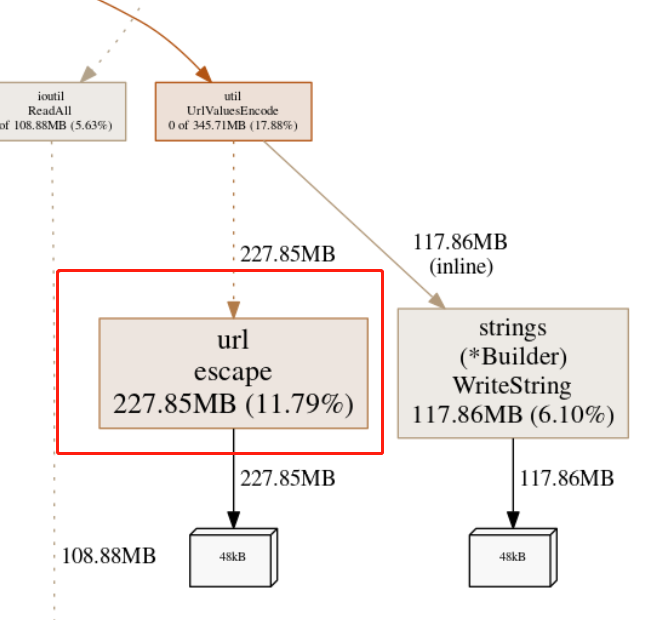 ioutil
ReadAll
of 108.88MB (5.63%)
util
UrlValuesEncode
0 of 345.71MB (17.88%)
227.85MB
117.86MB
(inline)
url
escape
227.85MB (11.79%)
strings
(*Builder)
WriteString
117.86MB (6.10%)
227.85MB
117.86MB
108.88MB
48kB
48kB